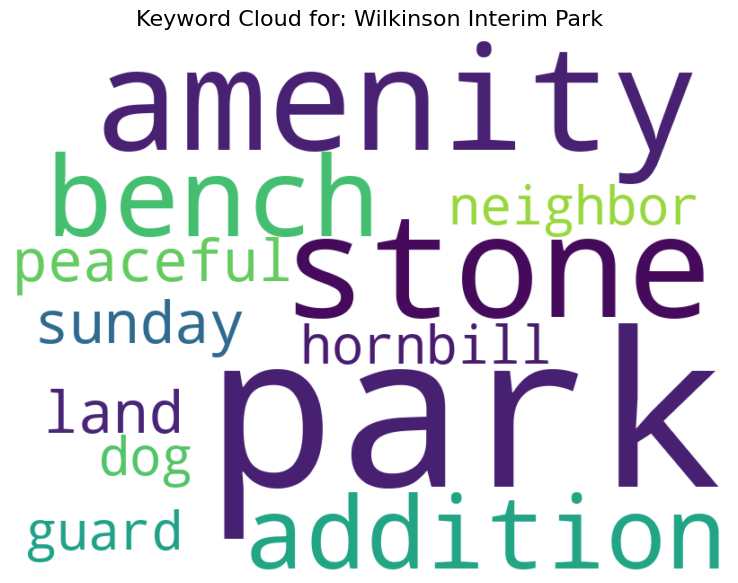 Keyword Cloud for: Wilkinson Interim Park
amenity
bench
neighbor
peaceful
stone
sunday
hornbill
park
land
dog
guard
addition